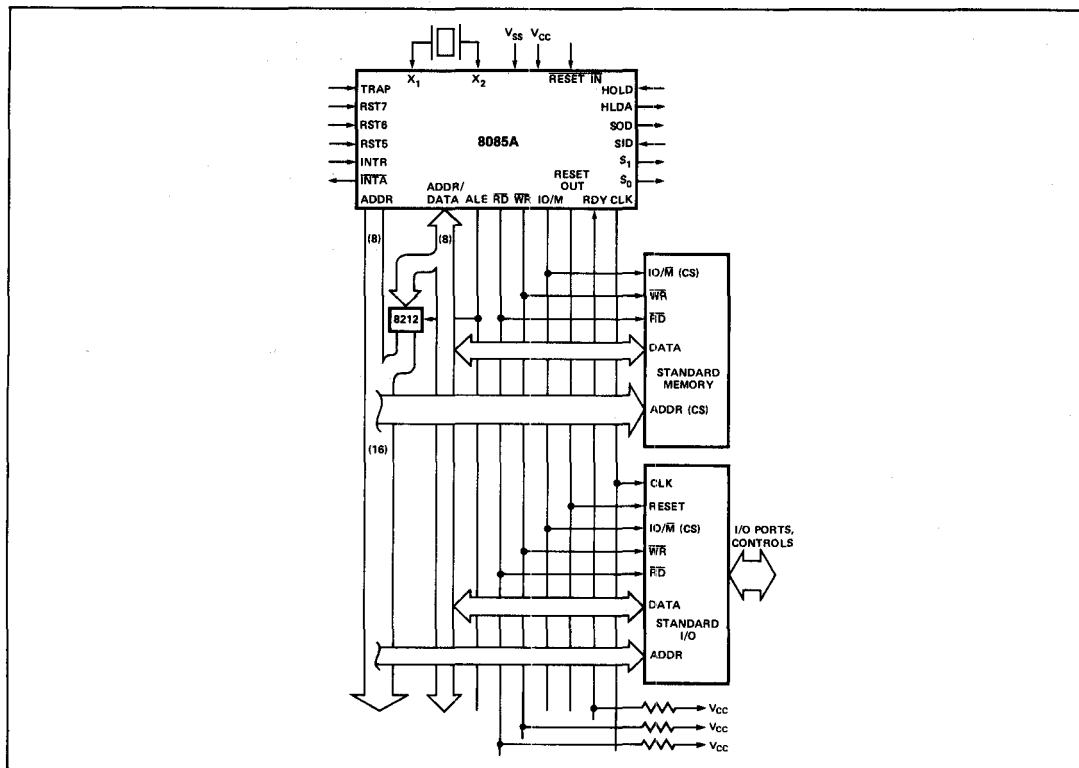 VSS VCC
X1 X2 RESET IN
TRAP HOLD
RST7 HLDA
RST6 SOD
8085A
RST5 SID
INTR S1
INTA S0
ADDR ADDR/DATA ALE RD WR IO/M RESET OUT RDY CLK
(8) (8)
8212
IO/M (CS)
WR
RD
DATA
STANDARD
MEMORY
ADDR (CS)
(16)
CLK
RESET
IO/M (CS)
I/O PORTS,
CONTROLS
WR
RD
DATA
STANDARD
I/O
ADDR
VCC
VCC
VCC